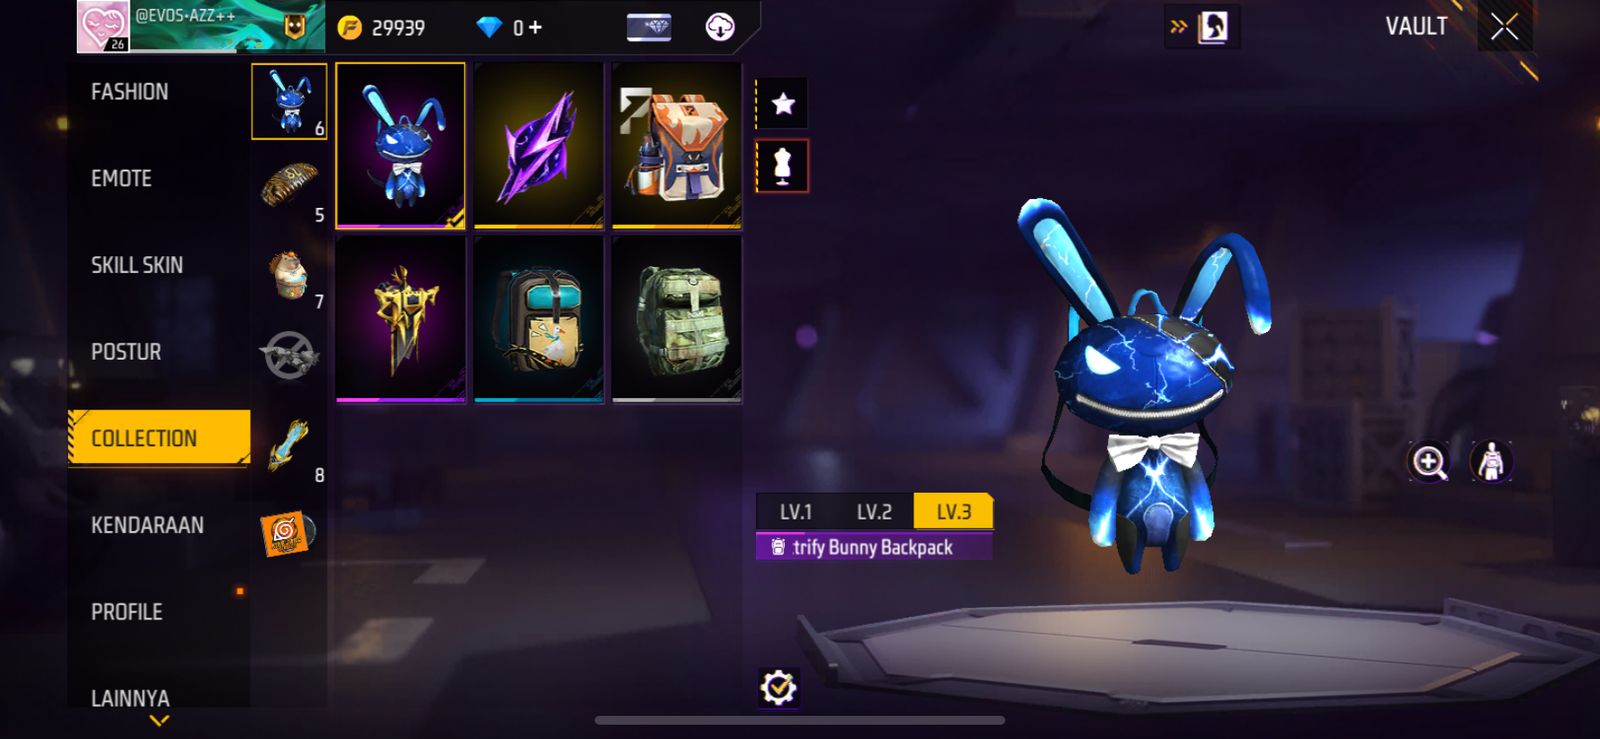 @EVOS•AZZ++
26
29939
0 +
VAULT
FASHION
6
EMOTE
5
SKILL SKIN
7
POSTUR
COLLECTION
8
KENDARAAN
PROFILE
LAINNYA
LV.1
LV.2
LV.3
trify Bunny Backpack